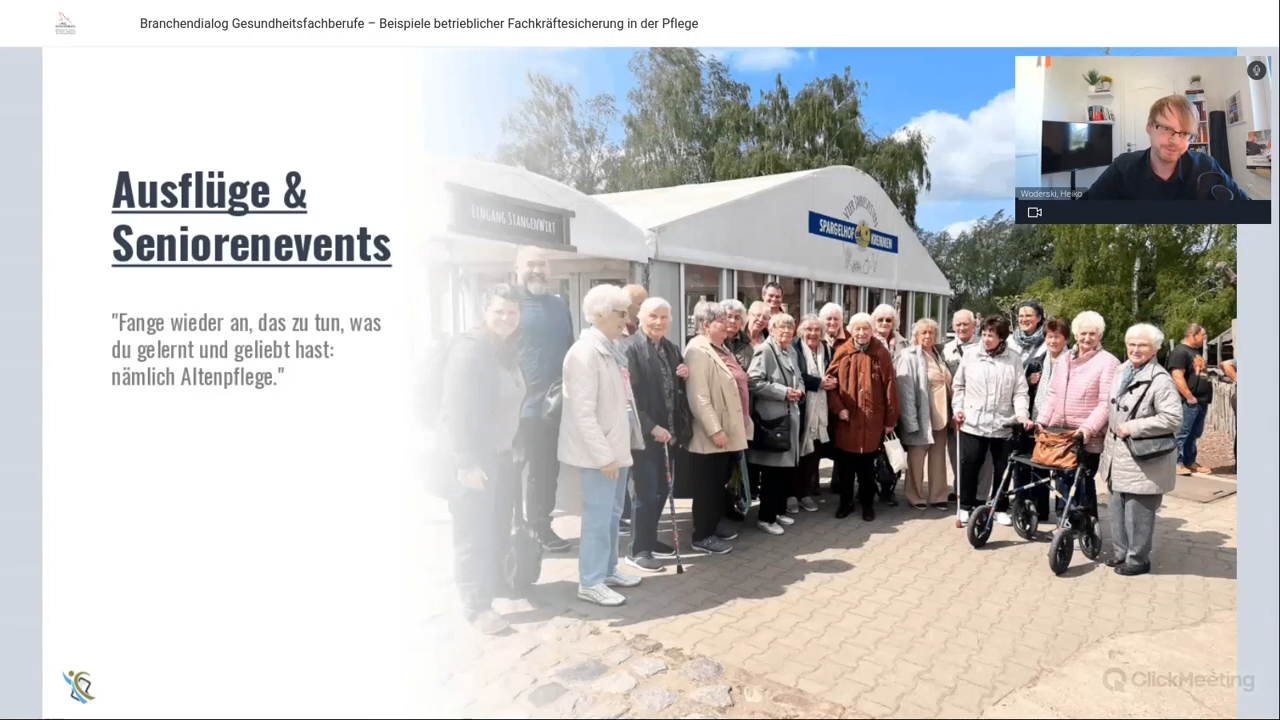 Branchendialog Gesundheitsfachberufe – Beispiele betrieblicher Fachkräftesicherung in der Pflege
Woderski, Heiko
EINGANG STANGENWIRT
SPARGELHOF KREMMEN
Ausflüge &
Seniorenevents
"Fange wieder an, das zu tun, was
du gelernt und geliebt hast:
nämlich Altenpflege."
ClickMeeting